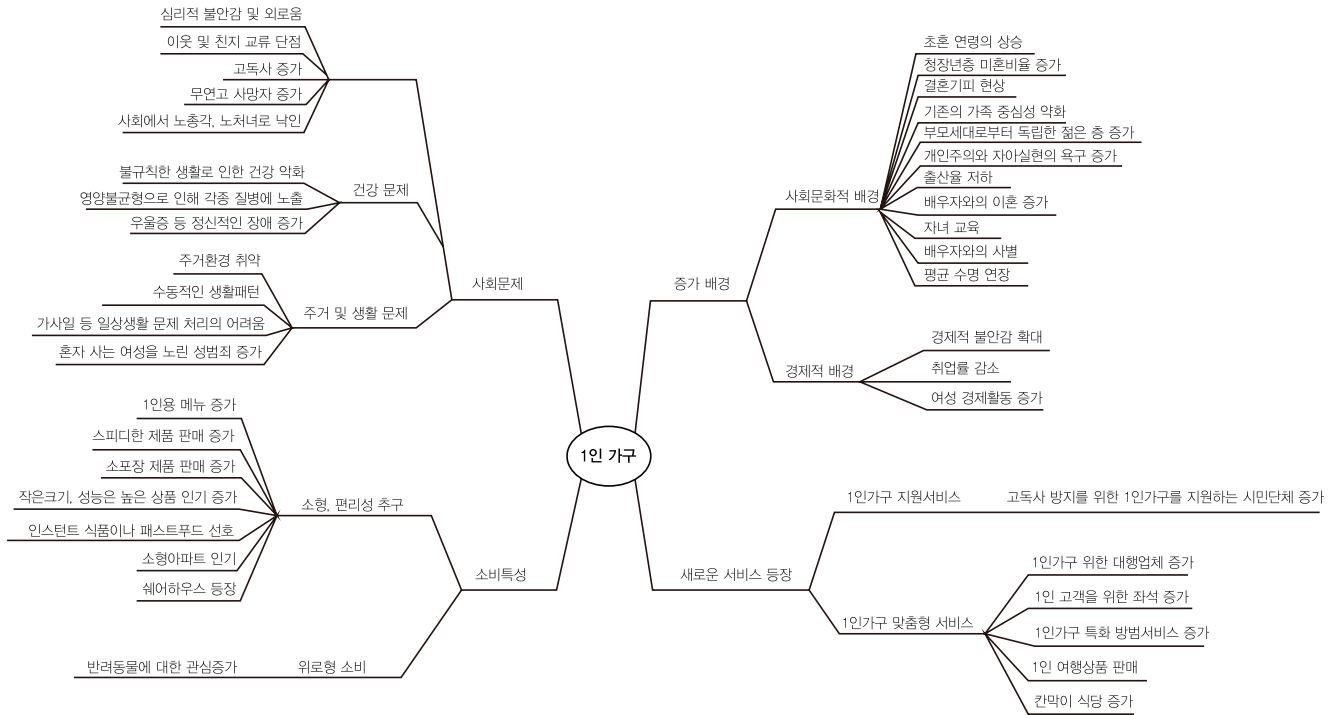 심리적 불안감 및 외로움
이웃 및 친지 교류 단점
고독사 증가
무연고 사망자 증가
사회에서 노총각, 노처녀로 낙인
불규칙한 생활로 인한 건강 악화
영양불균형으로 인해 각종 질병에 노출
우울증 등 정신적인 장애 증가
건강 문제
주거환경 취약
수동적인 생활패턴
가사일 등 일상생활 문제 처리의 어려움
혼자 사는 여성을 노린 성범죄 증가
주거 및 생활 문제
사회문제
1인용 메뉴 증가
스피디한 제품 판매 증가
소포장 제품 판매 증가
작은크기, 성능은 높은 상품 인기 증가
인스턴트 식품이나 패스트푸드 선호
소형아파트 인기
쉐어하우스 등장
소형, 편리성 추구
소비특성
반려동물에 대한 관심증가
위로형 소비
1인 가구
초혼 연령의 상승
청장년층 미혼비율 증가
결혼기피 현상
기존의 가족 중심성 약화
부모세대로부터 독립한 젊은 층 증가
개인주의와 자아실현의 욕구 증가
출산율 저하
배우자와의 이혼 증가
자녀 교육
배우자와의 사별
평균 수명 연장
사회문화적 배경
증가 배경
경제적 불안감 확대
취업률 감소
여성 경제활동 증가
경제적 배경
1인가구 지원서비스
고독사 방지를 위한 1인가구를 지원하는 시민단체 증가
새로운 서비스 등장
1인가구 맞춤형 서비스
1인가구 위한 대행업체 증가
1인 고객을 위한 좌석 증가
1인가구 특화 방범서비스 증가
1인 여행상품 판매
칸막이 식당 증가